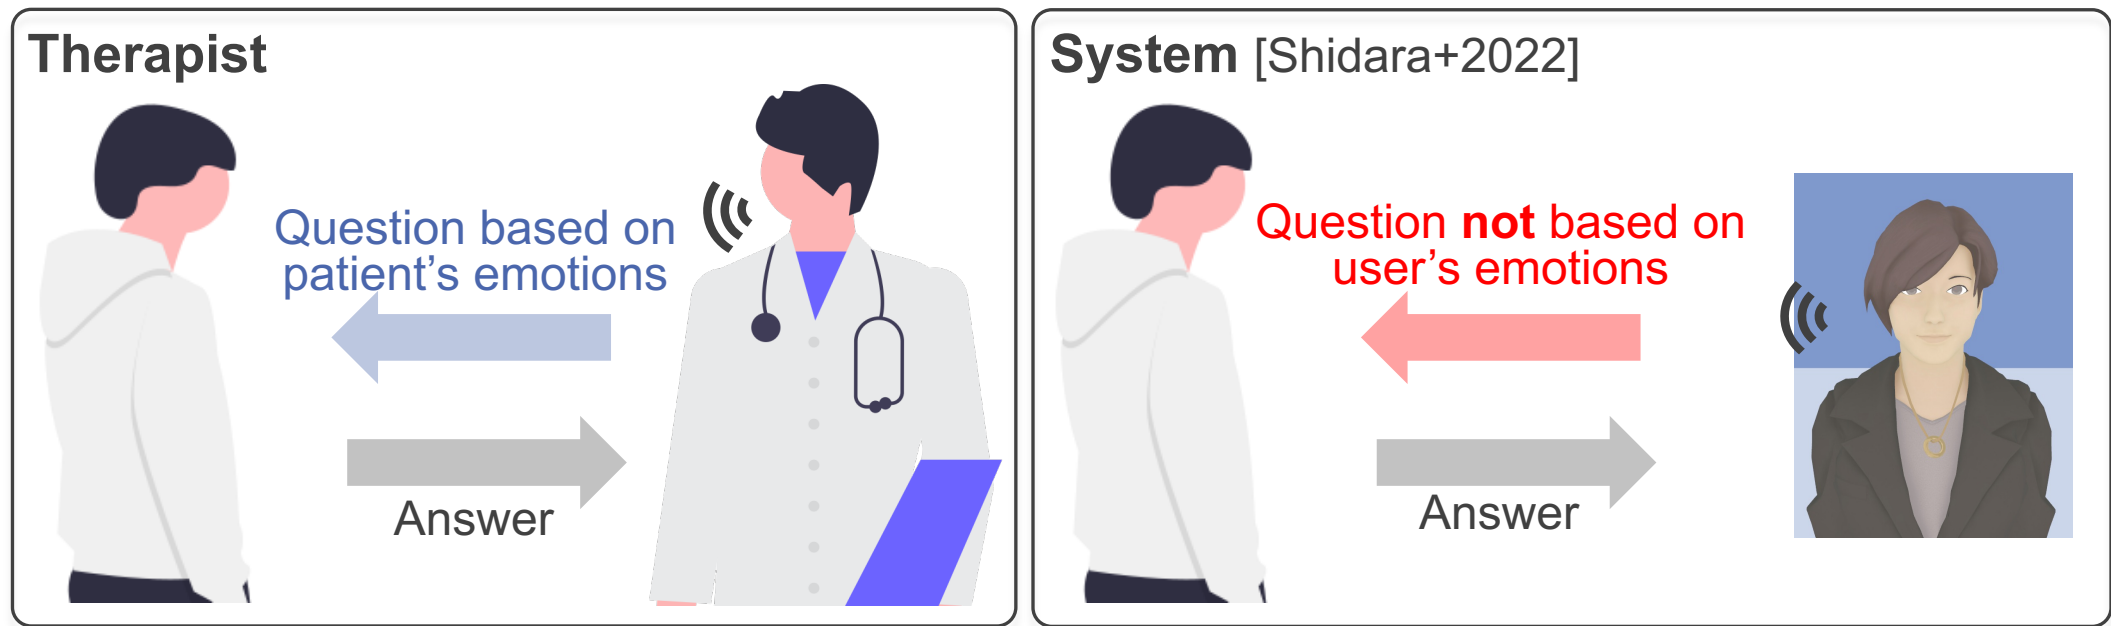 Therapist
Question based on
patient's emotions
Answer
System [Shidara+2022]
Question not based on
user's emotions
Answer